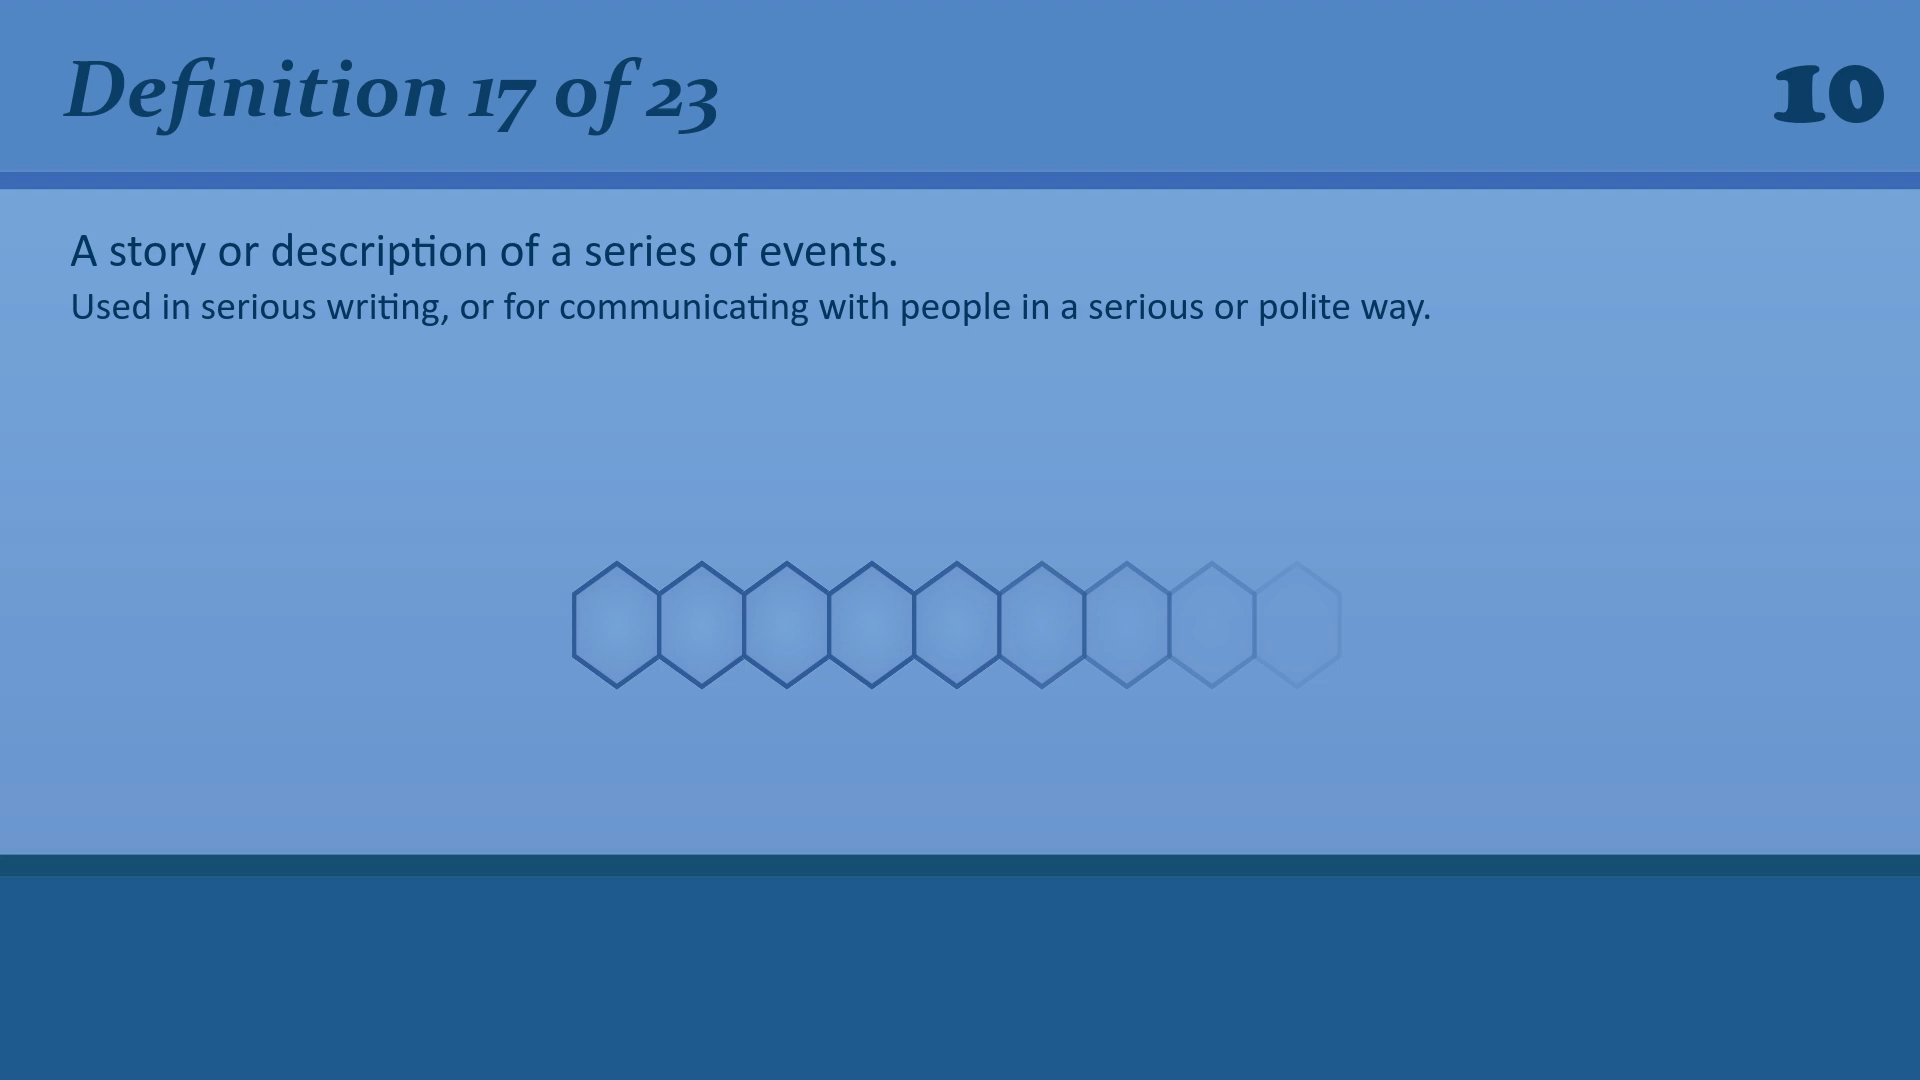 Definition 17 of 23
10
A story or description of a series of events.
Used in serious writing, or for communicating with people in a serious or polite way.